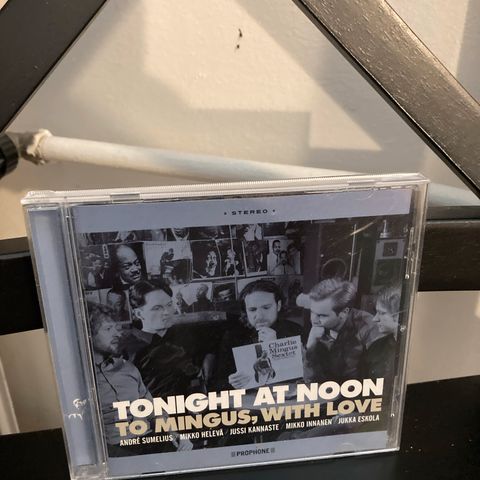 • STEREO •
Charlie
Mingus
Sextet
TONIGHT AT NOON
TO MINGUS, WITH LOVE
ANDRÉ SUMELIUS / MIKKO HELEVÄ / JUSSI KANNASTE / MIKKO INNANEN / JUKKA ESKOLA
PROPHONE